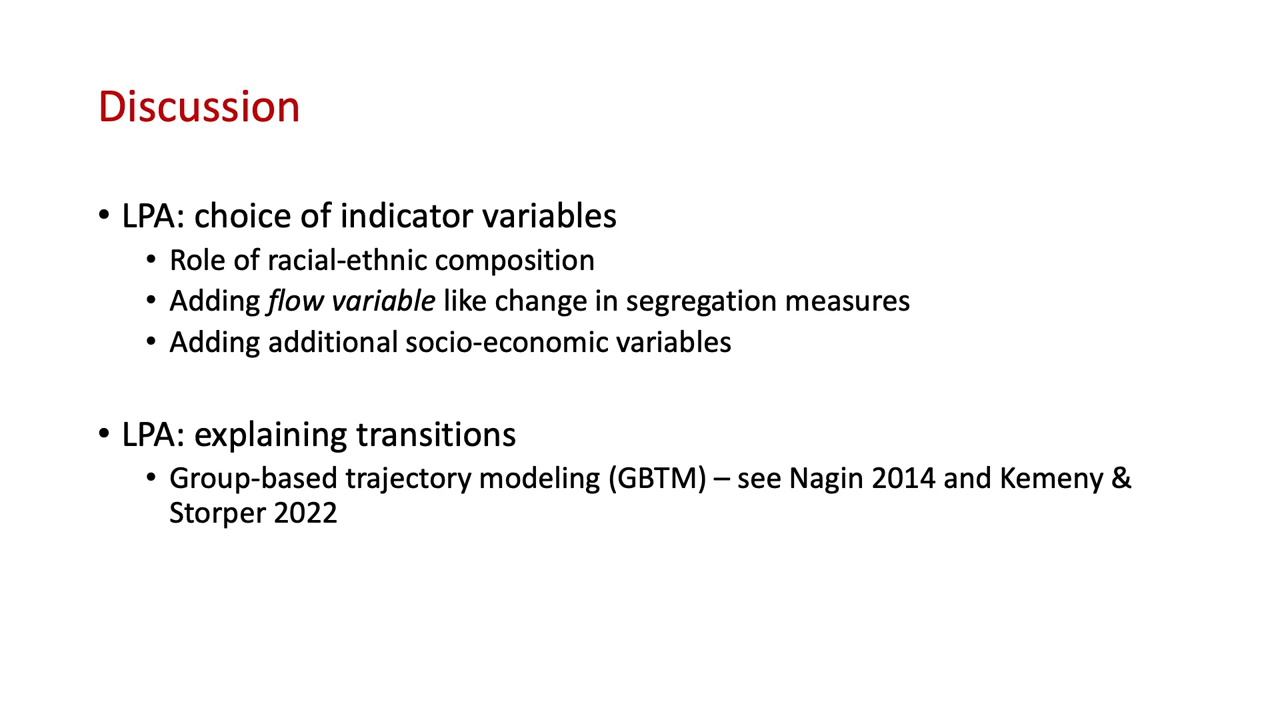 Discussion
• LPA: choice of indicator variables
• Role of racial-ethnic composition
• Adding flow variable like change in segregation measures
• Adding additional socio-economic variables
• LPA: explaining transitions
• Group-based trajectory modeling (GBTM) – see Nagin 2014 and Kemeny &
Storper 2022